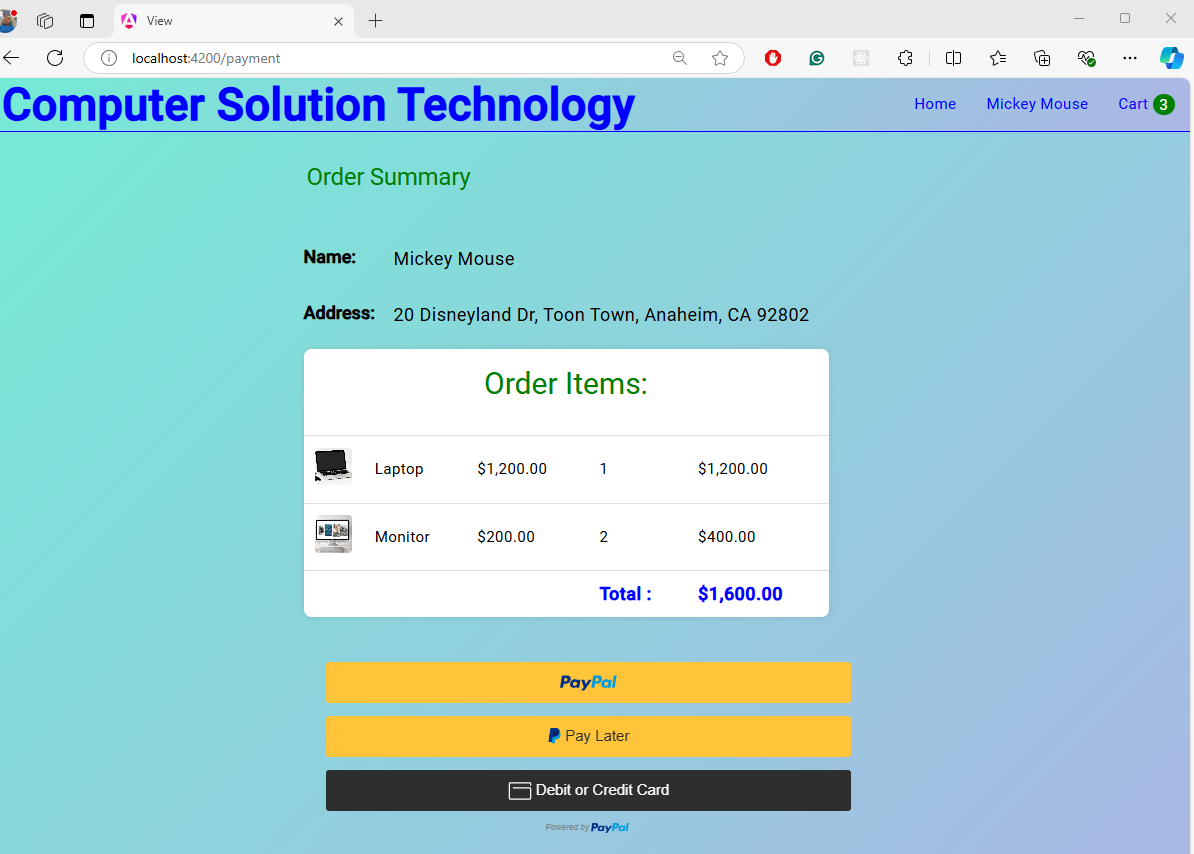 View
localhost:4200/payment
Computer Solution Technology
Home Mickey Mouse Cart 3
Order Summary
Name: Mickey Mouse
Address: 20 Disneyland Dr, Toon Town, Anaheim, CA 92802
Order Items:
Laptop $1,200.00 1 $1,200.00
Monitor $200.00 2 $400.00
Total : $1,600.00
PayPal
Pay Later
Debit or Credit Card
Powered by PayPal